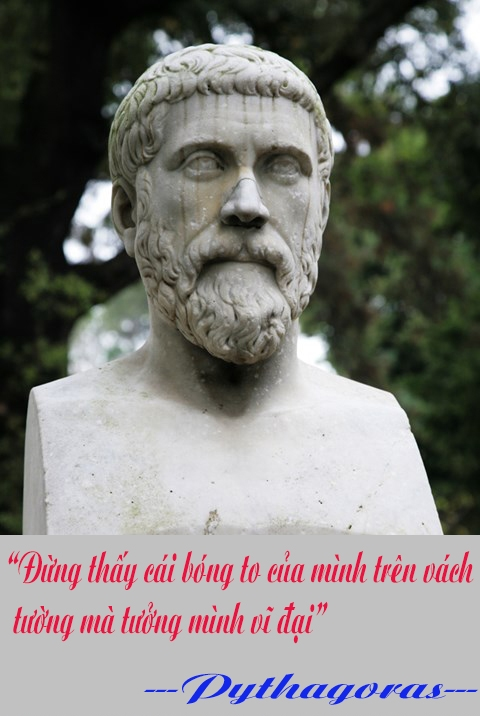 “Đừng thấy cái bóng to của mình trên vách
tường mà tưởng mình vĩ đại”
---Pythagoras---